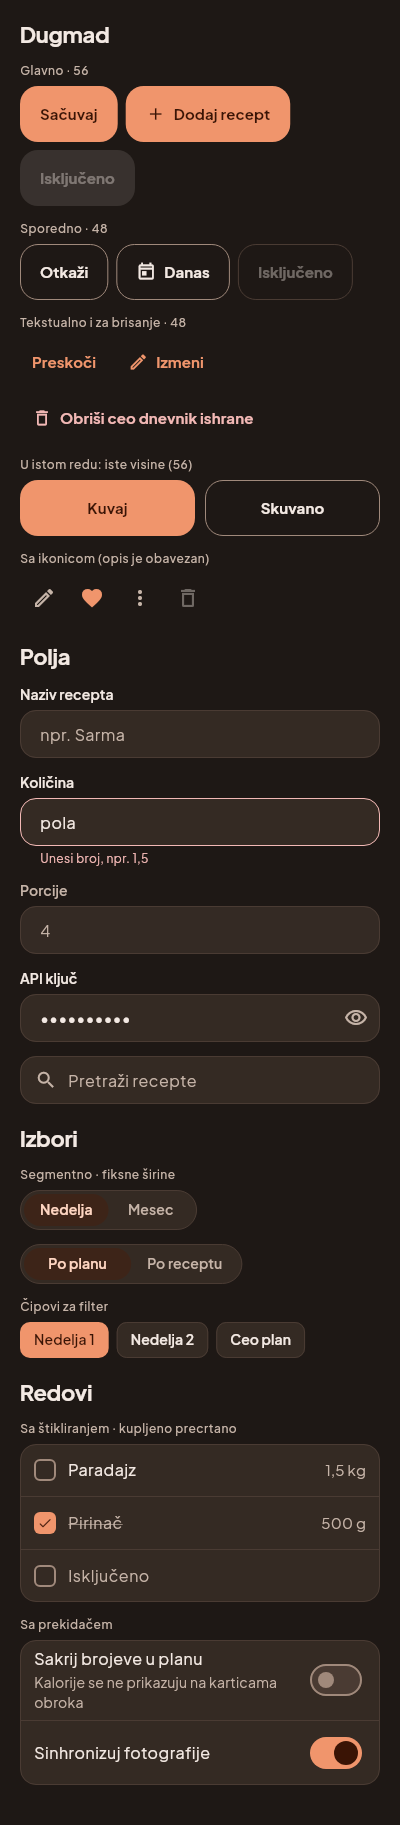 Dugmad
Glavno · 56
Sačuvaj
Dodaj recept
Isključeno
Sporedno · 48
Otkaži
Danas
Isključeno
Tekstualno i za brisanje · 48
Preskoči
Izmeni
Obriši ceo dnevnik ishrane
U istom redu: iste visine (56)
Kuvaj
Skuvano
Sa ikonicom (opis je obavezan)
Polja
Naziv recepta
npr. Sarma
Količina
pola
Unesi broj, npr. 1,5
Porcije
4
API ključ
••••••••••
Pretraži recepte
Izbori
Segmentno · fiksne širine
Nedelja
Mesec
Po planu
Po receptu
Čipovi za filter
Nedelja 1
Nedelja 2
Ceo plan
Redovi
Sa štikliranjem · kupljeno precrtano
Paradajz
1,5 kg
Pirinač
500 g
Isključeno
Sa prekidačem
Sakrij brojeve u planu
Kalorije se ne prikazuju na karticama
obroka
Sinhronizuj fotografije